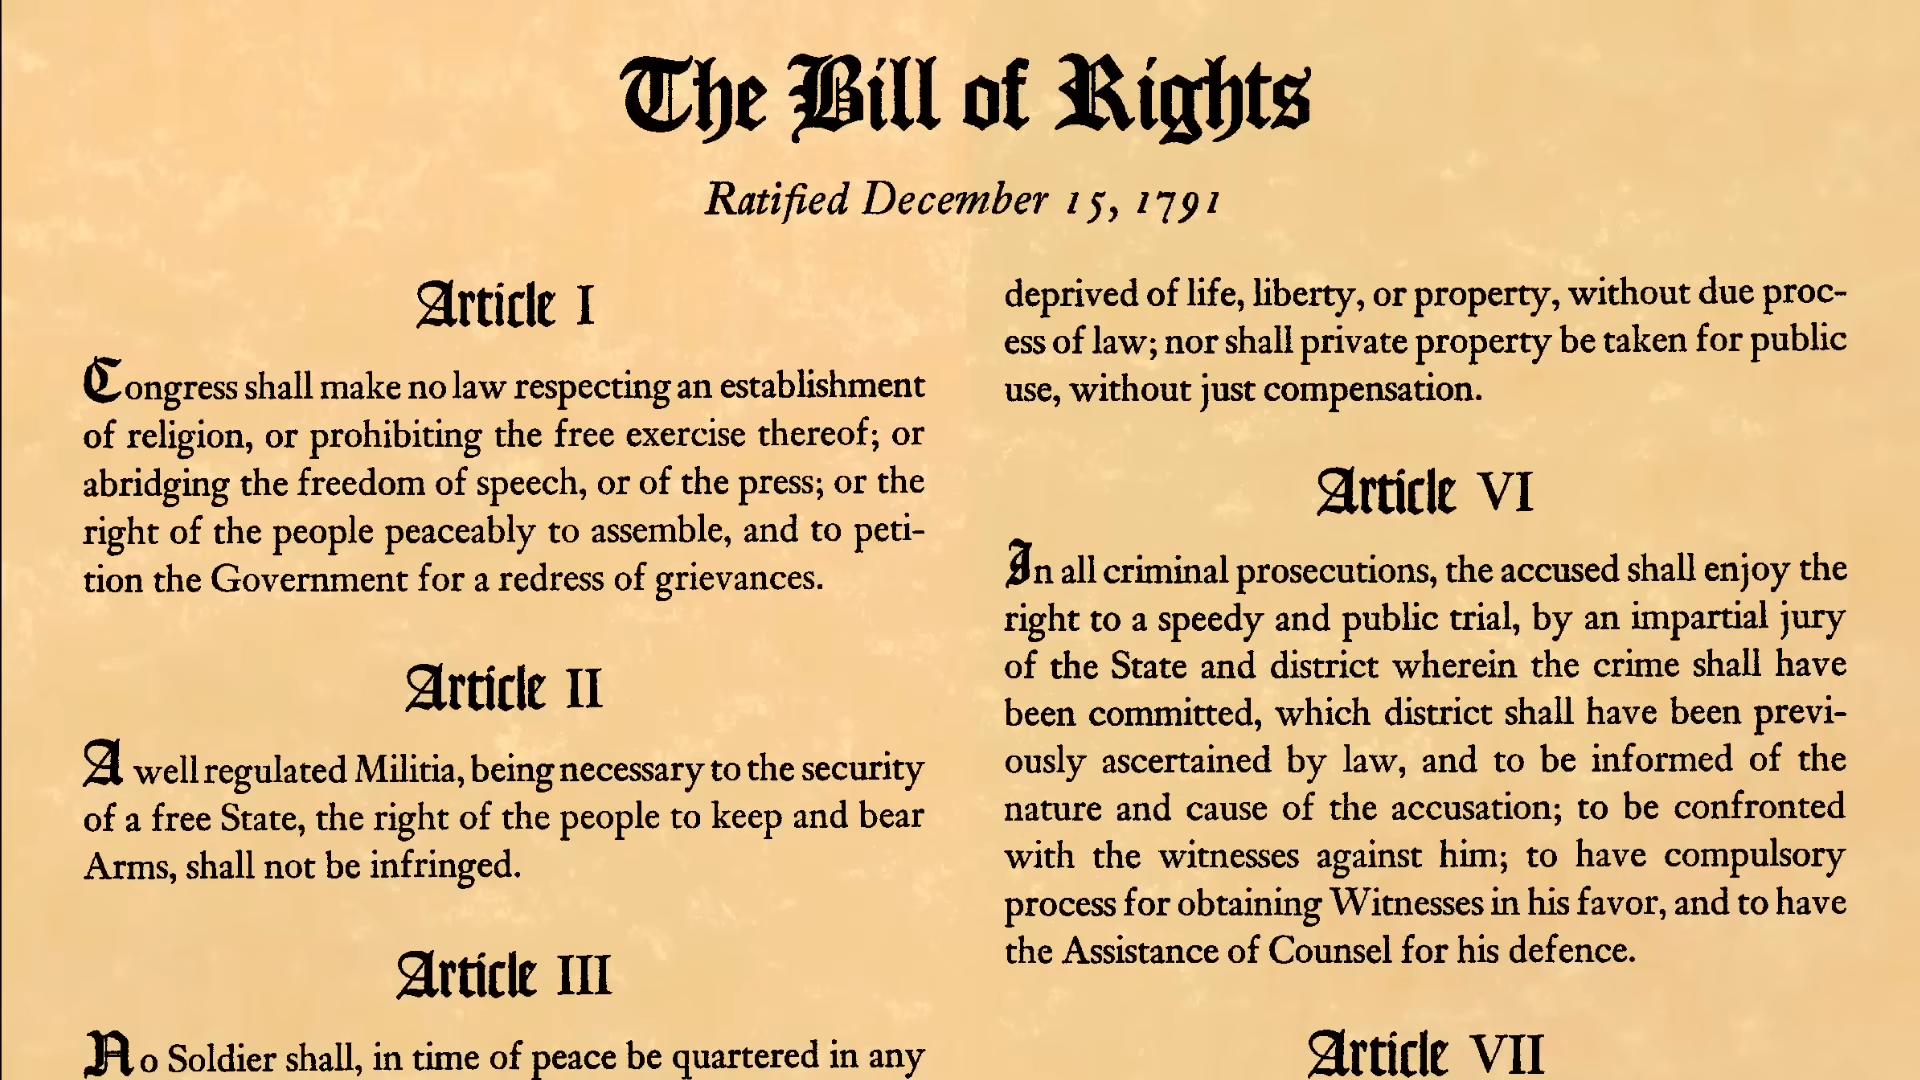 The Bill of Rights
Ratified December 15, 1791
Article I
Congress shall make no law respecting an establishment
of religion, or prohibiting the free exercise thereof; or
abridging the freedom of speech, or of the press; or the
right of the people peaceably to assemble, and to peti-
tion the Government for a redress of grievances.
Article II
A well regulated Militia, being necessary to the security
of a free State, the right of the people to keep and bear
Arms, shall not be infringed.
Article III
No Soldier shall, in time of peace be quartered in any
deprived of life, liberty, or property, without due proc-
ess of law; nor shall private property be taken for public
use, without just compensation.
Article VI
In all criminal prosecutions, the accused shall enjoy the
right to a speedy and public trial, by an impartial jury
of the State and district wherein the crime shall have
been committed, which district shall have been previ-
ously ascertained by law, and to be informed of the
nature and cause of the accusation; to be confronted
with the witnesses against him; to have compulsory
process for obtaining Witnesses in his favor, and to have
the Assistance of Counsel for his defence.
Article VII